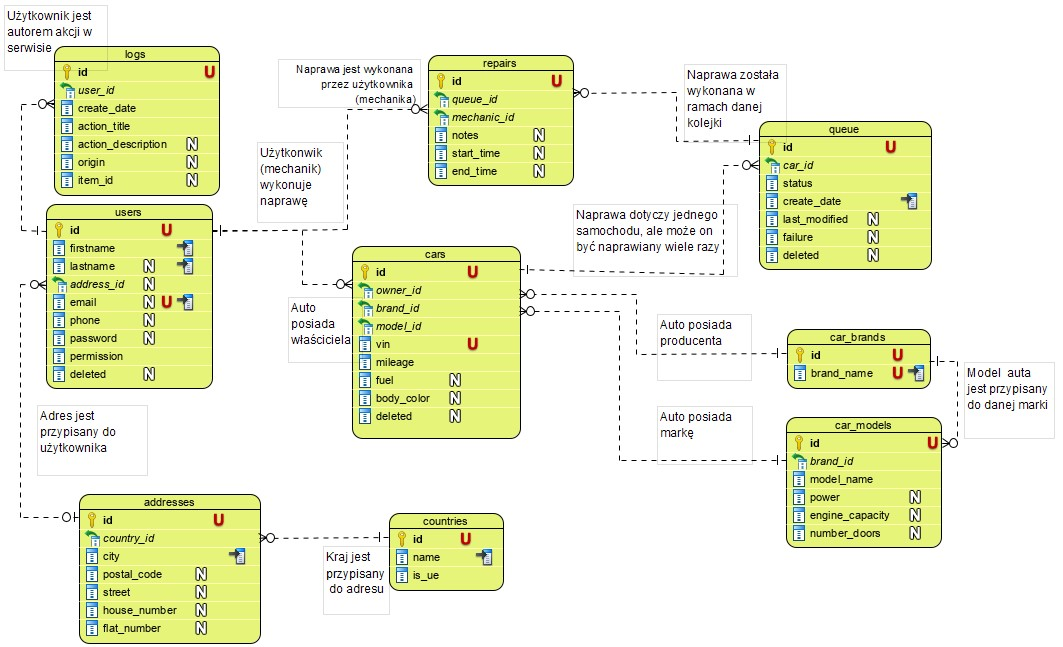 Użytkownik jest
autorem akcji w
serwisie
logs
id U
user_id
create_date
action_title
action_description N
origin N
item_id N
Naprawa jest wykonana
przez użytkownika
(mechanika)
repairs
id U
queue_id
mechanic_id
notes N
start_time N
end_time N
Naprawa została
wykonana w
ramach danej
kolejki
queue
id U
car_id
status
create_date
last_modified N
failure N
deleted N
Użytkonwik
(mechanik)
wykonuje
naprawę
users
id U
firstname
lastname N
address_id N
email N U
phone N
password N
permission
deleted N
Naprawa dotyczy jednego
samochodu, ale może on
być naprawiany wiele razy
cars
id U
owner_id
brand_id
model_id
vin U
mileage
fuel N
body_color N
deleted N
Auto
posiada
właściciela
Auto posiada
producenta
car_brands
id U
brand_name U
Model auta
jest przypisany
do danej marki
Auto posiada
markę
car_models
id U
brand_id
model_name
power N
engine_capacity N
number_doors N
Adres jest
przypisany do
użytkownika
addresses
id U
country_id
city
postal_code N
street N
house_number N
flat_number N
Kraj jest
przypisany
do adresu
countries
id U
name
is_ue